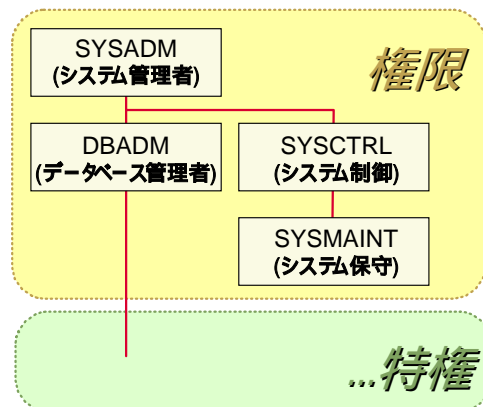 SYSADM
(システム管理者)
権限
DBADM
(データベース管理者)
SYSCTRL
(システム制御)
SYSMAINT
(システム保守)
...特権